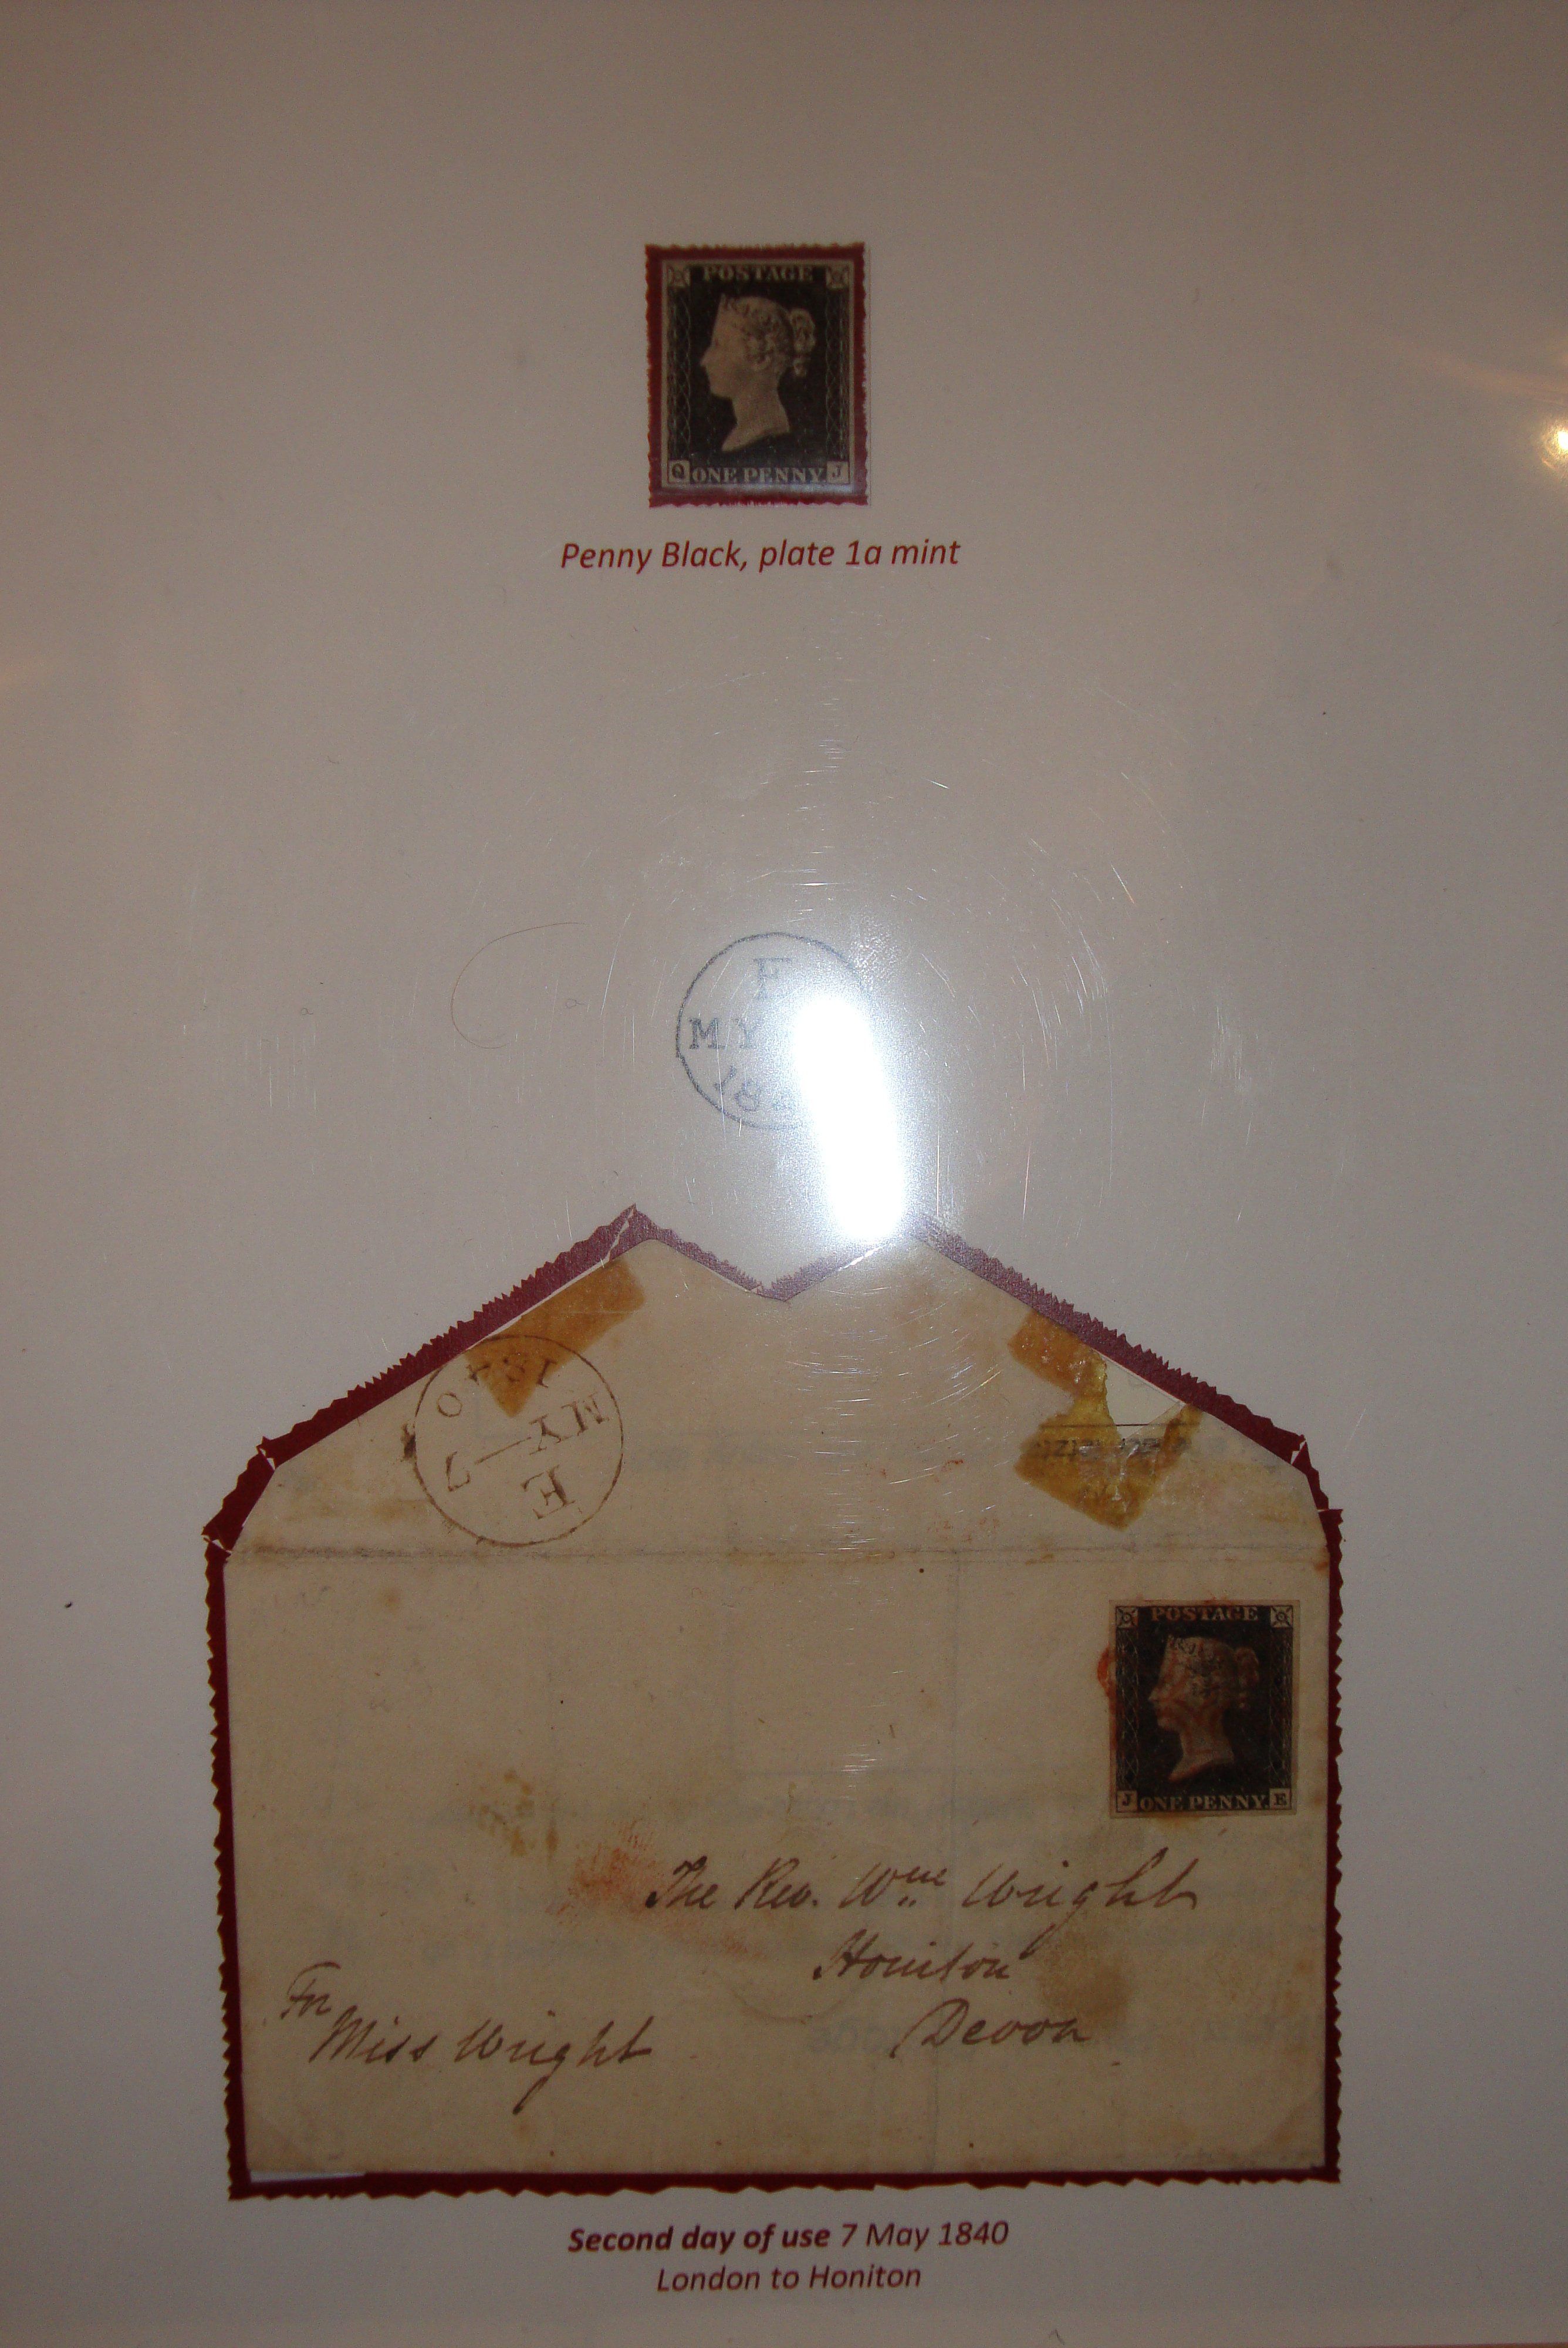 POSTAGE
Q ONE PENNY J
Penny Black, plate 1a mint
MY
1840
MY 7
E
POSTAGE
J ONE PENNY E
The Rev. Wm Wright
Honiton
Devon
For
Miss Wright
Second day of use 7 May 1840
London to Honiton